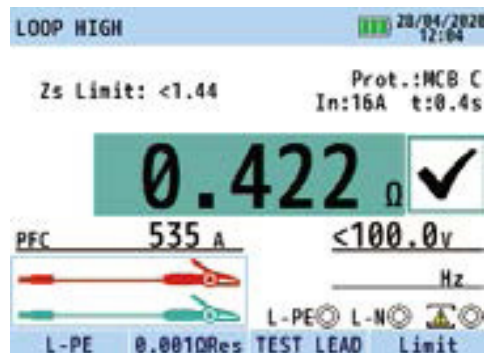 LOOP HIGH
28/04/2020
12:04
Zs Limit: <1.44
Prot.:MCB C
In:16A t:0.4s
0.422 Ω
PFC 535 A
<100.0V
Hz
L-PE L-N
L-PE 0.001ΩRes TEST LEAD Limit